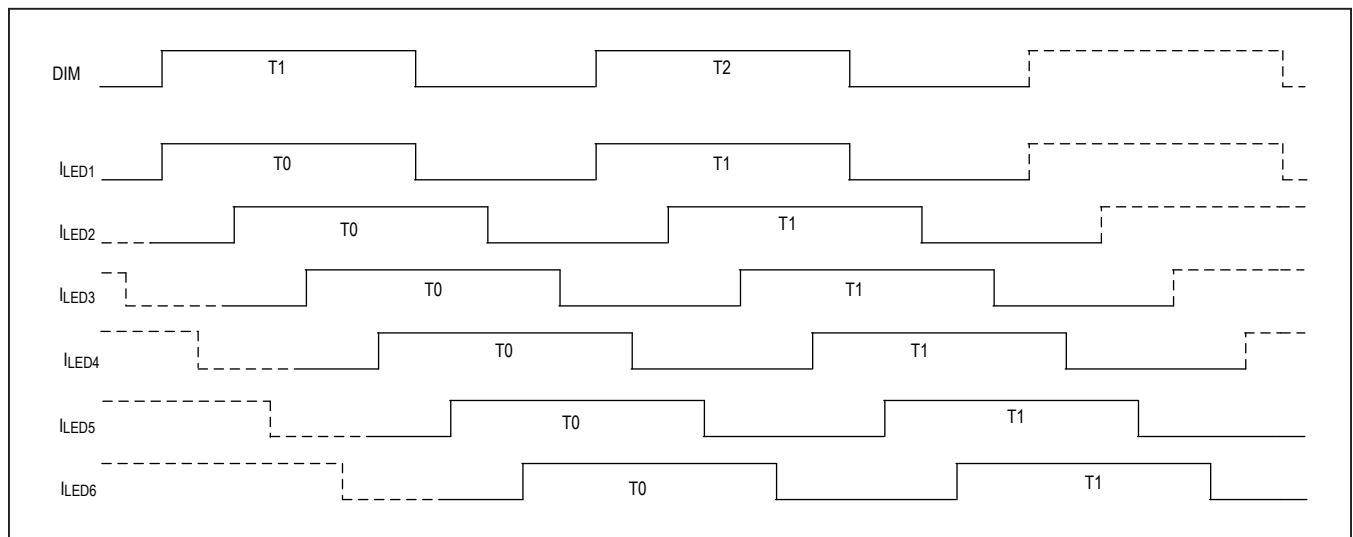 DIM T1 T2
ILED1 T0 T1
ILED2 T0 T1
ILED3 T0 T1
ILED4 T0 T1
ILED5 T0 T1
ILED6 T0 T1